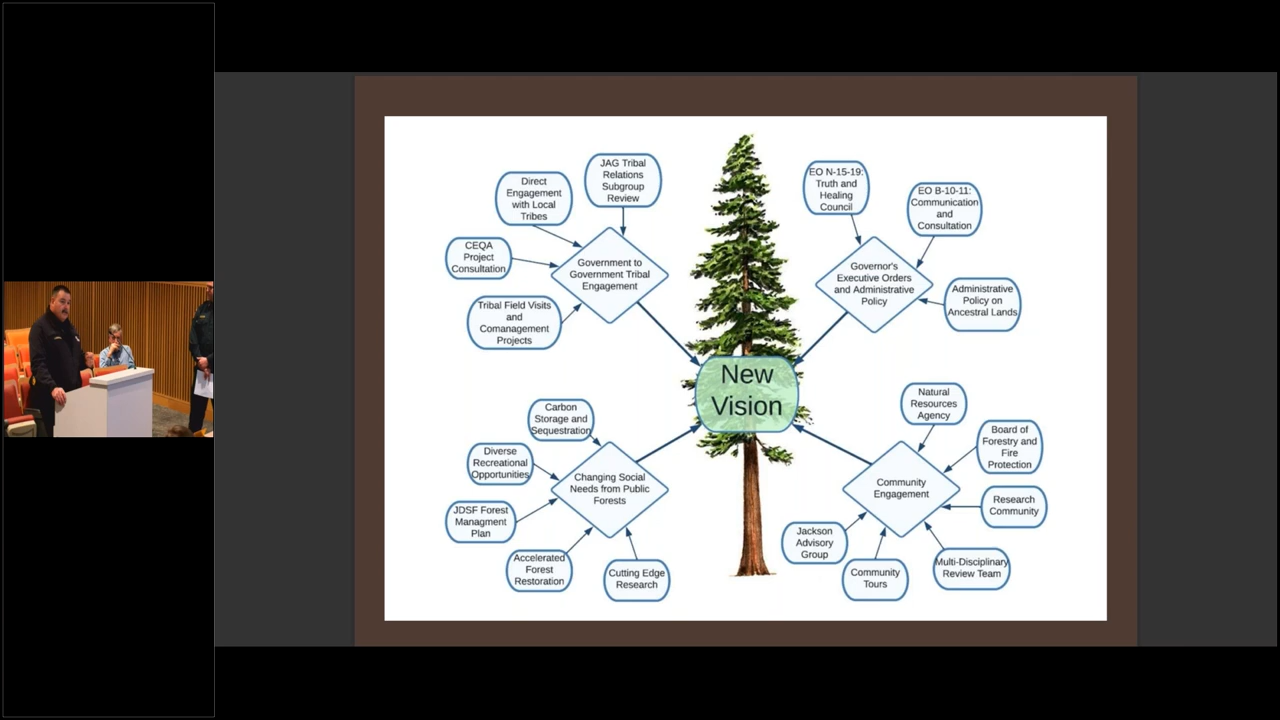 JAG Tribal
Relations
Subgroup
Review
Direct
Engagement
with Local
Tribes
CEQA
Project
Consultation
Tribal Field Visits
and
Comanagement
Projects
Government to
Government Tribal
Engagement
EO N-15-19:
Truth and
Healing
Council
EO B-10-11:
Communication
and
Consultation
Administrative
Policy on
Ancestral Lands
Governor's
Executive Orders
and Administrative
Policy
New
Vision
Carbon
Storage and
Sequestration
Diverse
Recreational
Opportunities
JDSF Forest
Managment
Plan
Accelerated
Forest
Restoration
Cutting Edge
Research
Changing Social
Needs from Public
Forests
Natural
Resources
Agency
Board of
Forestry and
Fire
Protection
Research
Community
Multi-Disciplinary
Review Team
Community
Tours
Jackson
Advisory
Group
Community
Engagement